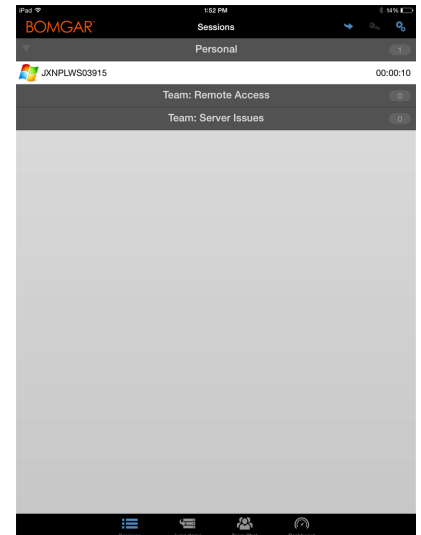 iPad 1:52 PM 14%
BOMGAR Sessions
Personal 1
JXNPLWS03915 00:00:10
Team: Remote Access 0
Team: Server Issues 0